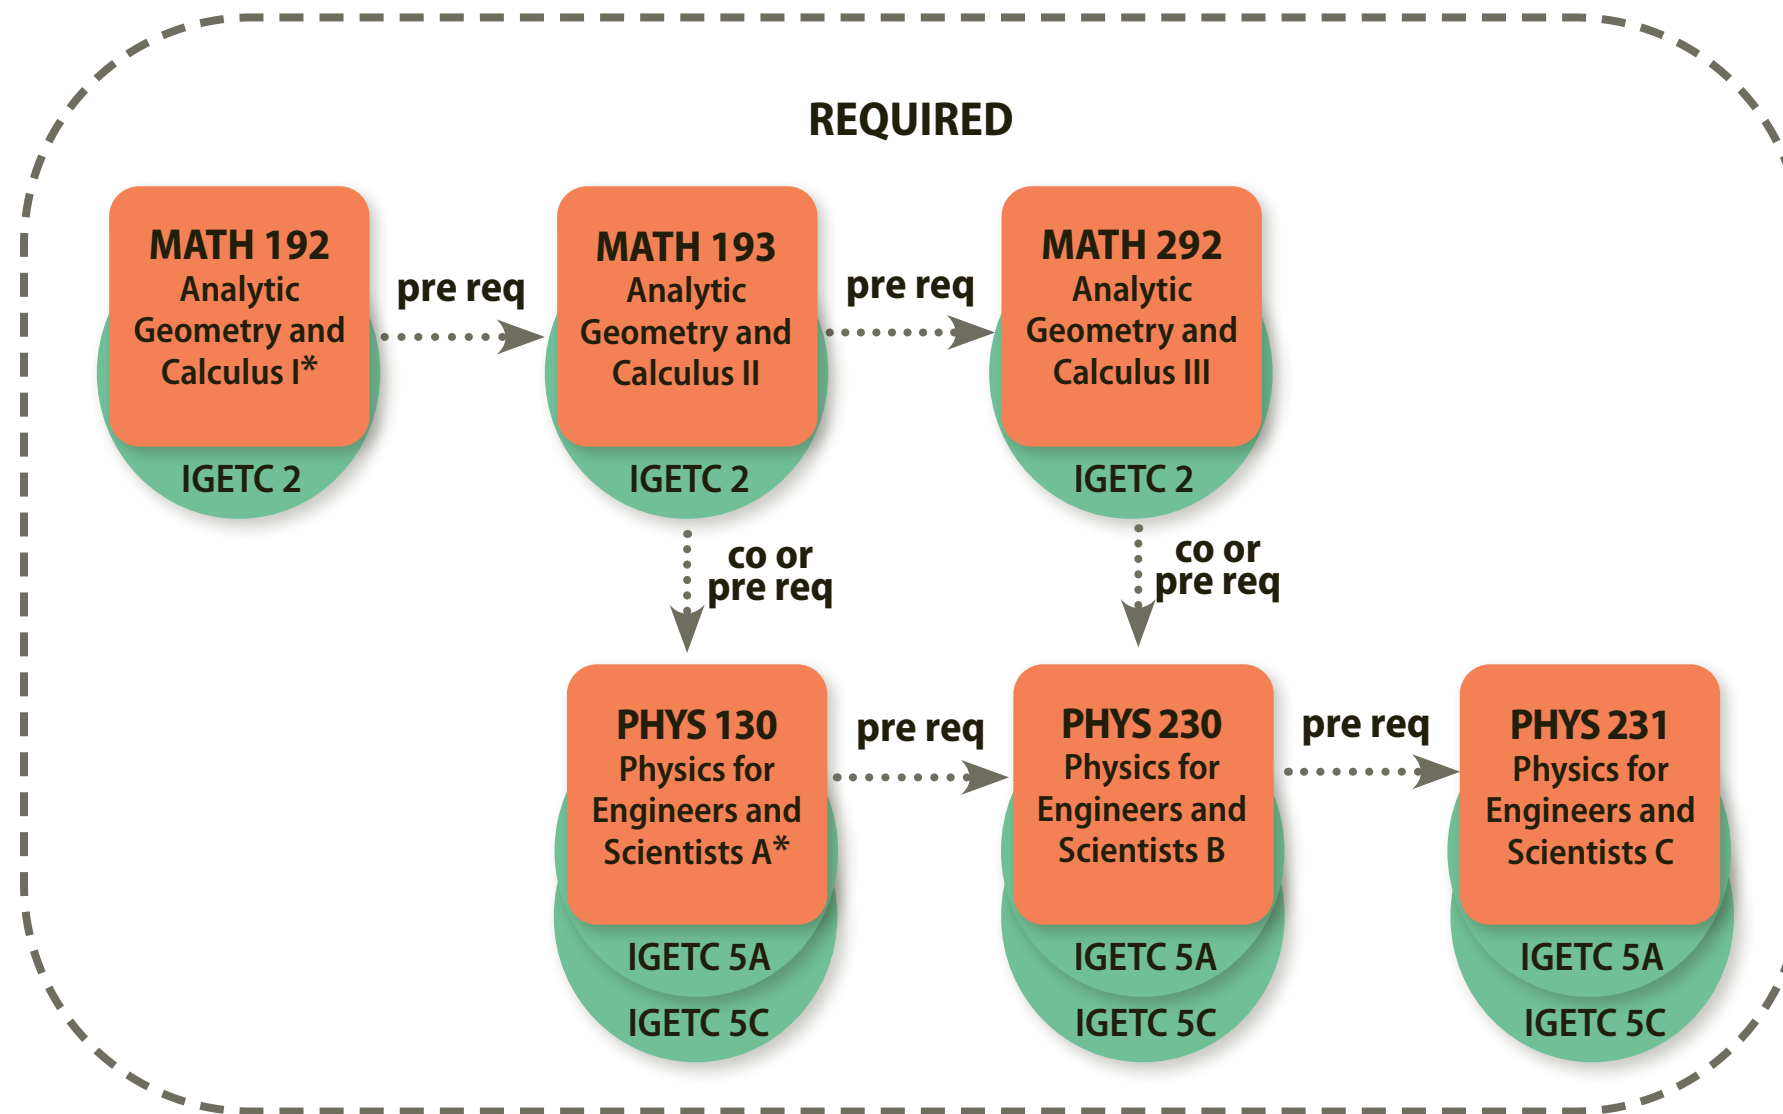 REQUIRED
MATH 192
Analytic
Geometry and
Calculus I*
IGETC 2
pre req
MATH 193
Analytic
Geometry and
Calculus II
IGETC 2
pre req
MATH 292
Analytic
Geometry and
Calculus III
IGETC 2
co or
pre req
co or
pre req
PHYS 130
Physics for
Engineers and
Scientists A*
IGETC 5A
IGETC 5C
pre req
PHYS 230
Physics for
Engineers and
Scientists B
IGETC 5A
IGETC 5C
pre req
PHYS 231
Physics for
Engineers and
Scientists C
IGETC 5A
IGETC 5C